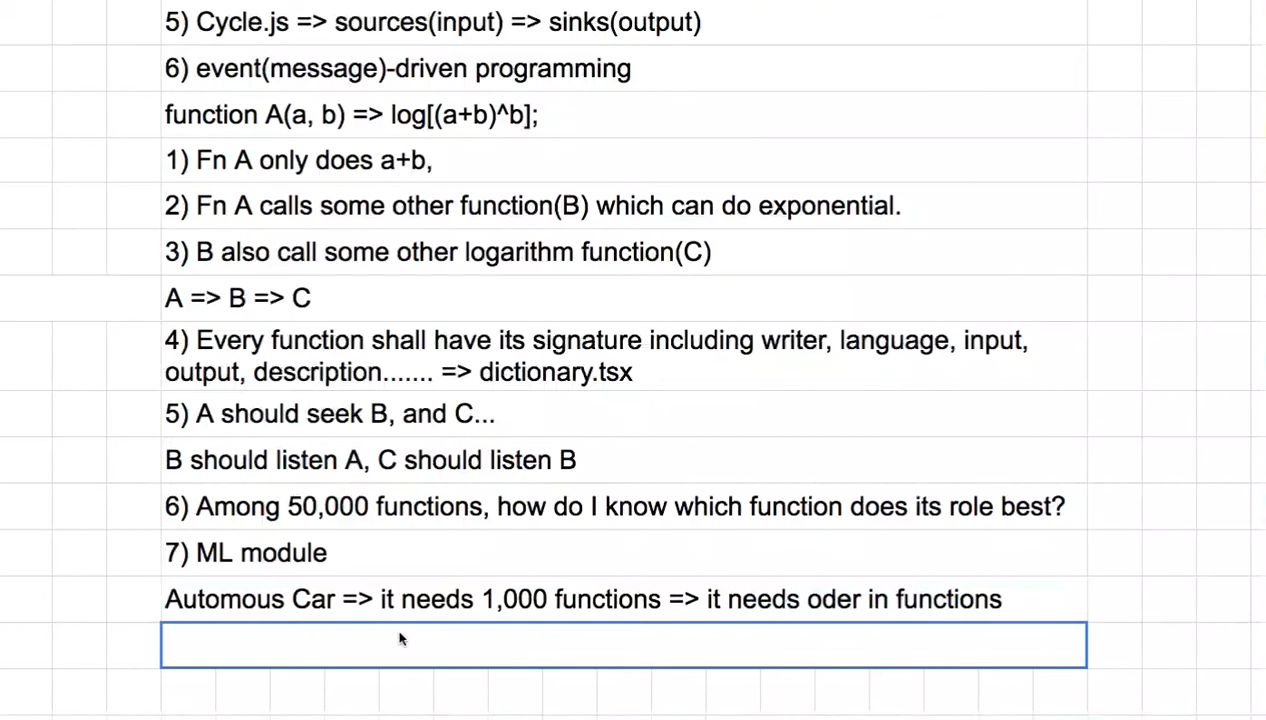 5) Cycle.js => sources(input) => sinks(output)
6) event(message)-driven programming
function A(a, b) => log[(a+b)^b];
1) Fn A only does a+b,
2) Fn A calls some other function(B) which can do exponential.
3) B also call some other logarithm function(C)
A => B => C
4) Every function shall have its signature including writer, language, input,
output, description....... => dictionary.tsx
5) A should seek B, and C...
B should listen A, C should listen B
6) Among 50,000 functions, how do I know which function does its role best?
7) ML module
Automous Car => it needs 1,000 functions => it needs oder in functions